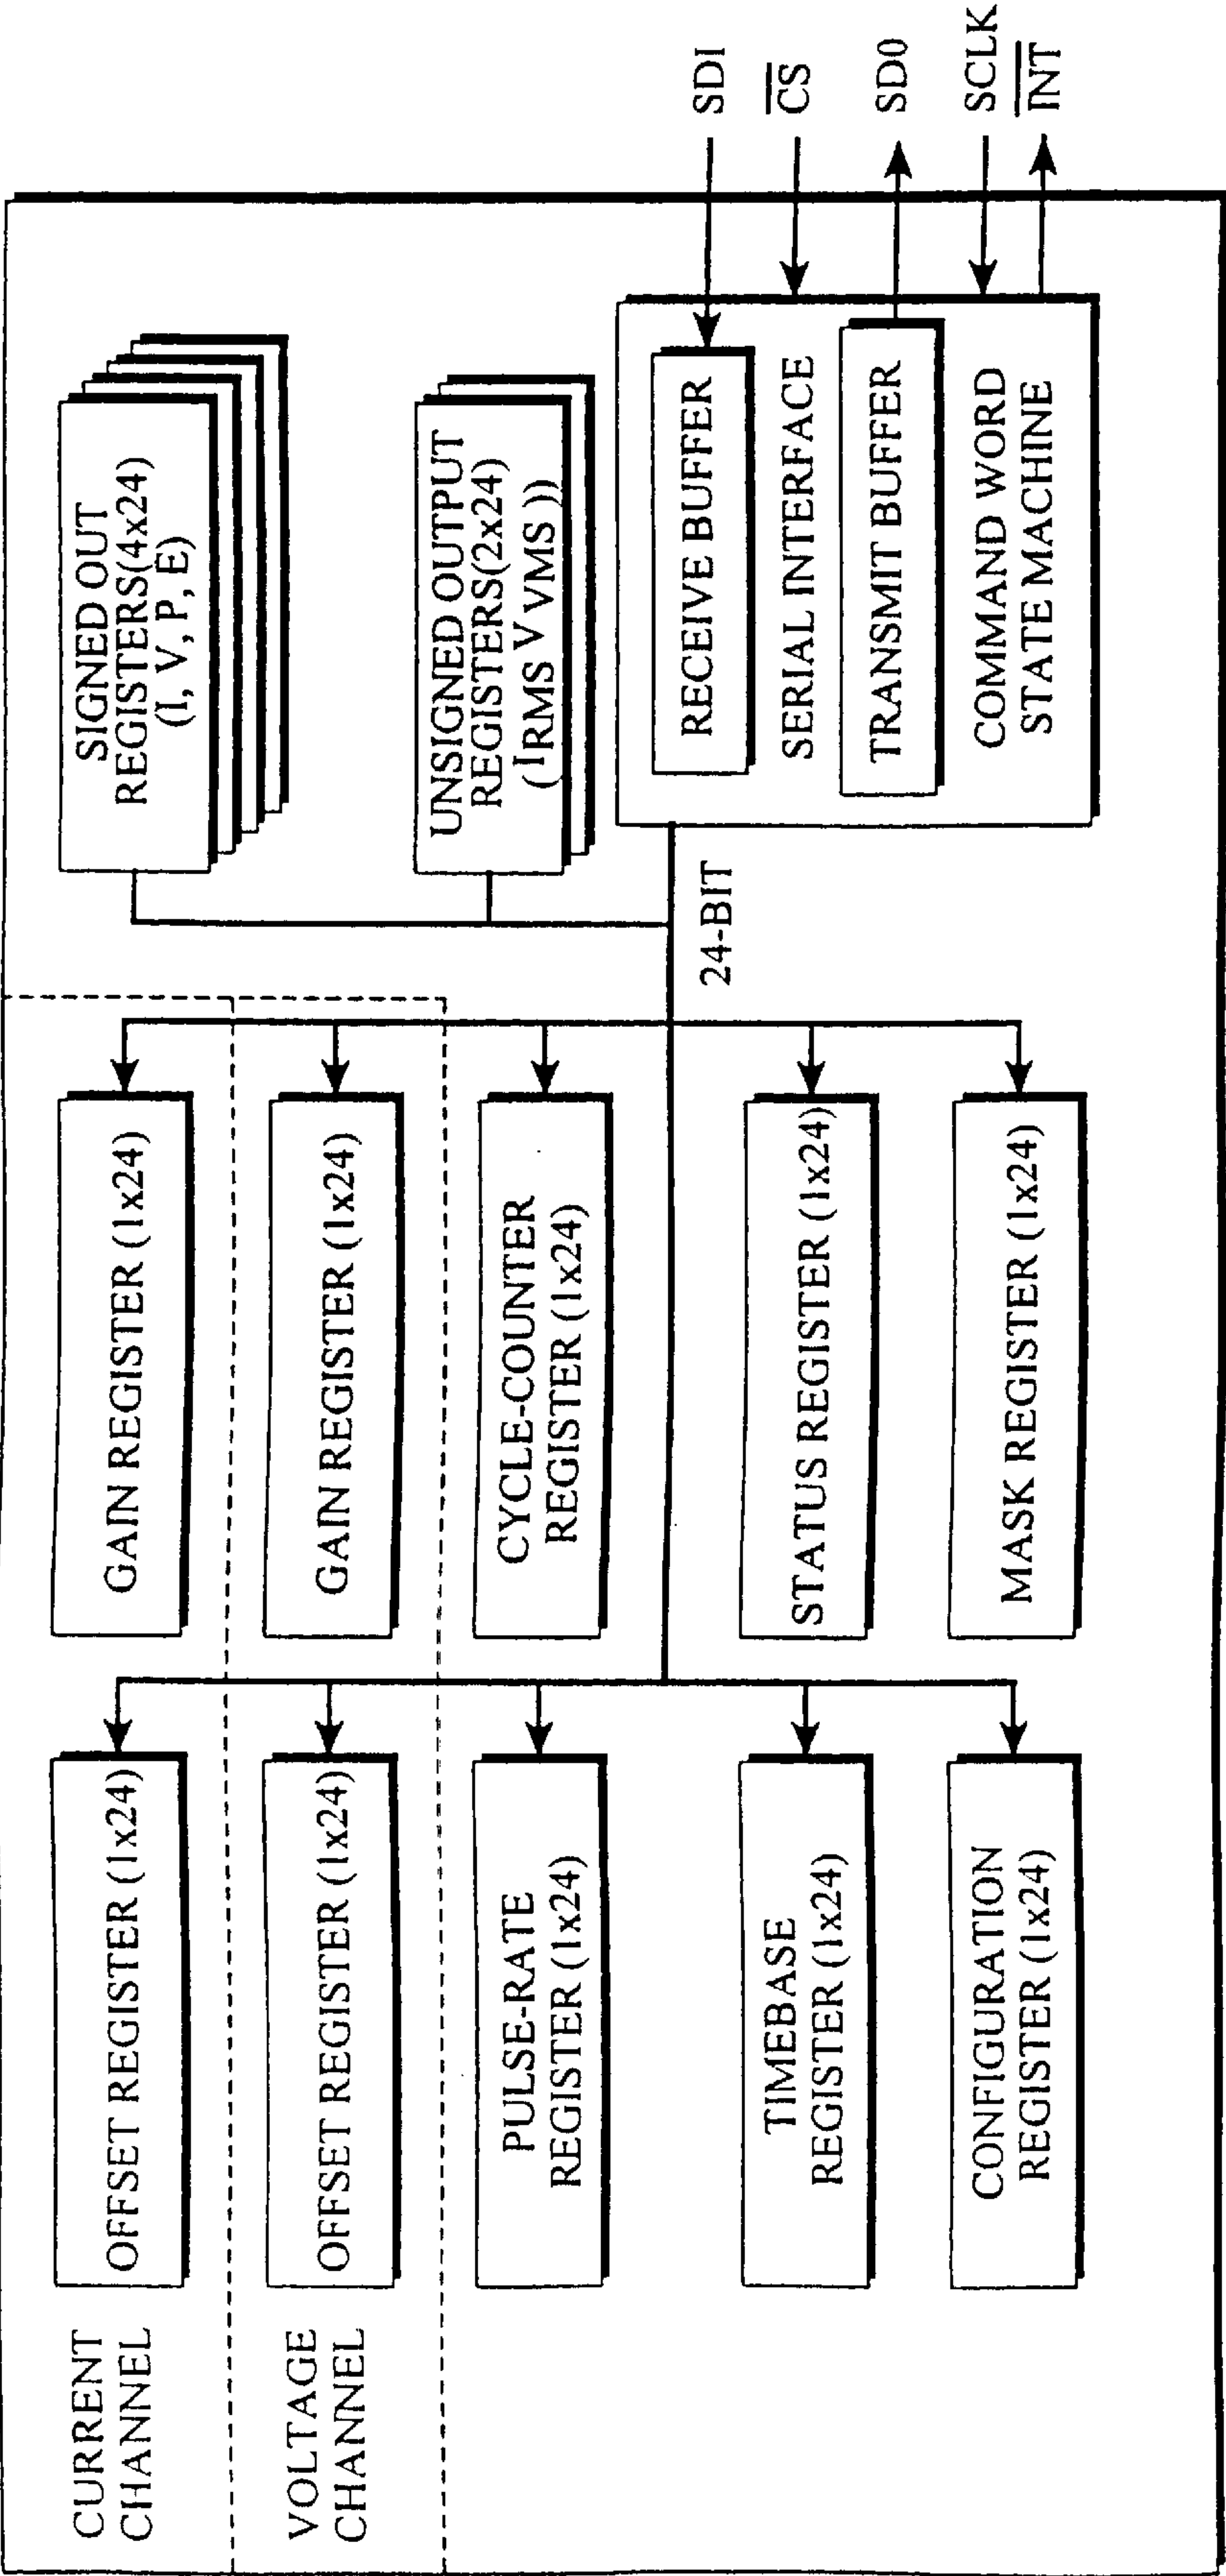 CURRENT
CHANNEL
OFFSET REGISTER (1x24)
GAIN REGISTER (1x24)
SIGNED OUT
REGISTERS(4x24)
(I, V, P, E)
VOLTAGE
CHANNEL
OFFSET REGISTER (1x24)
GAIN REGISTER (1x24)
UNSIGNED OUTPUT
REGISTERS(2x24)
(IRMS V VMS ))
PULSE-RATE
REGISTER (1x24)
CYCLE-COUNTER
REGISTER (1x24)
24-BIT
RECEIVE BUFFER
SERIAL INTERFACE
TRANSMIT BUFFER
COMMAND WORD
STATE MACHINE
SDI
C̅S̅
SD0
SCLK
I̅N̅T̅
TIMEBASE
REGISTER (1x24)
STATUS REGISTER (1x24)
CONFIGURATION
REGISTER (1x24)
MASK REGISTER (1x24)